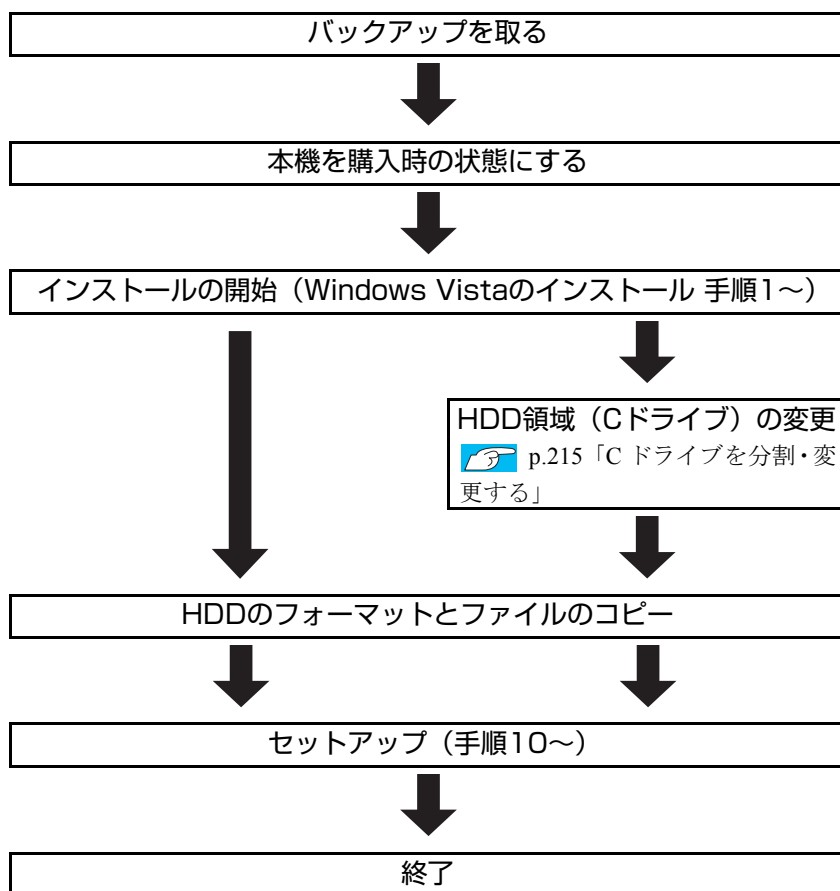 バックアップを取る
本機を購入時の状態にする
インストールの開始（Windows Vistaのインストール 手順1～）
HDD領域（Cドライブ）の変更
p.215「C ドライブを分割・変
更する」
HDDのフォーマットとファイルのコピー
セットアップ（手順10～）
終了